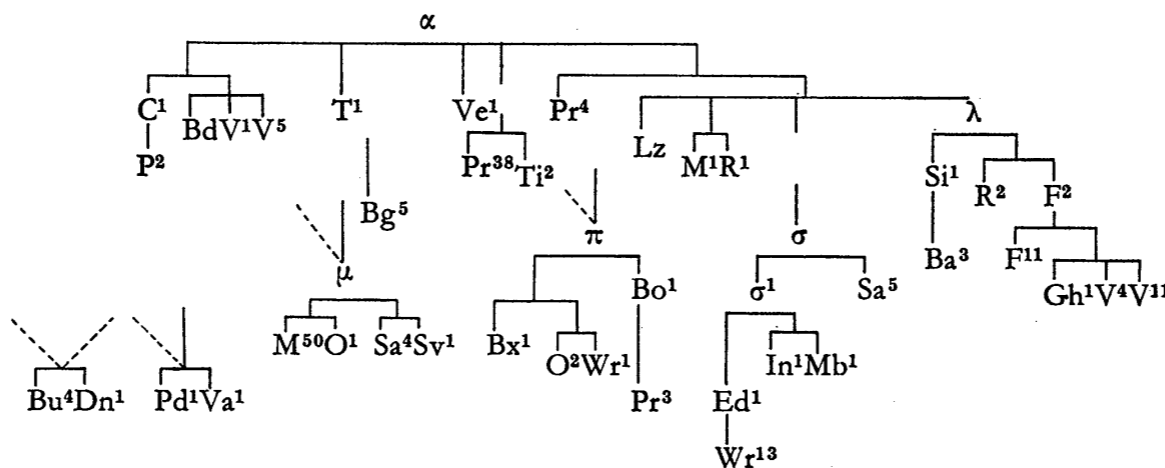 α
C¹ T¹ Ve¹ Pr⁴ λ
BdV¹V⁵
Lz M¹R¹
P² Pr³⁸Ti² Si¹ R² F²
Bg⁵
π σ
μ Ba³ F¹¹
Bo¹ σ¹ Sa⁵ Gh¹V⁴V¹¹
M⁵⁰O¹ Sa⁴Sv¹ Bx¹
O²Wr¹ In¹Mb¹
Bu⁴Dn¹ Pd¹Va¹ Pr³ Ed¹
Wr¹³